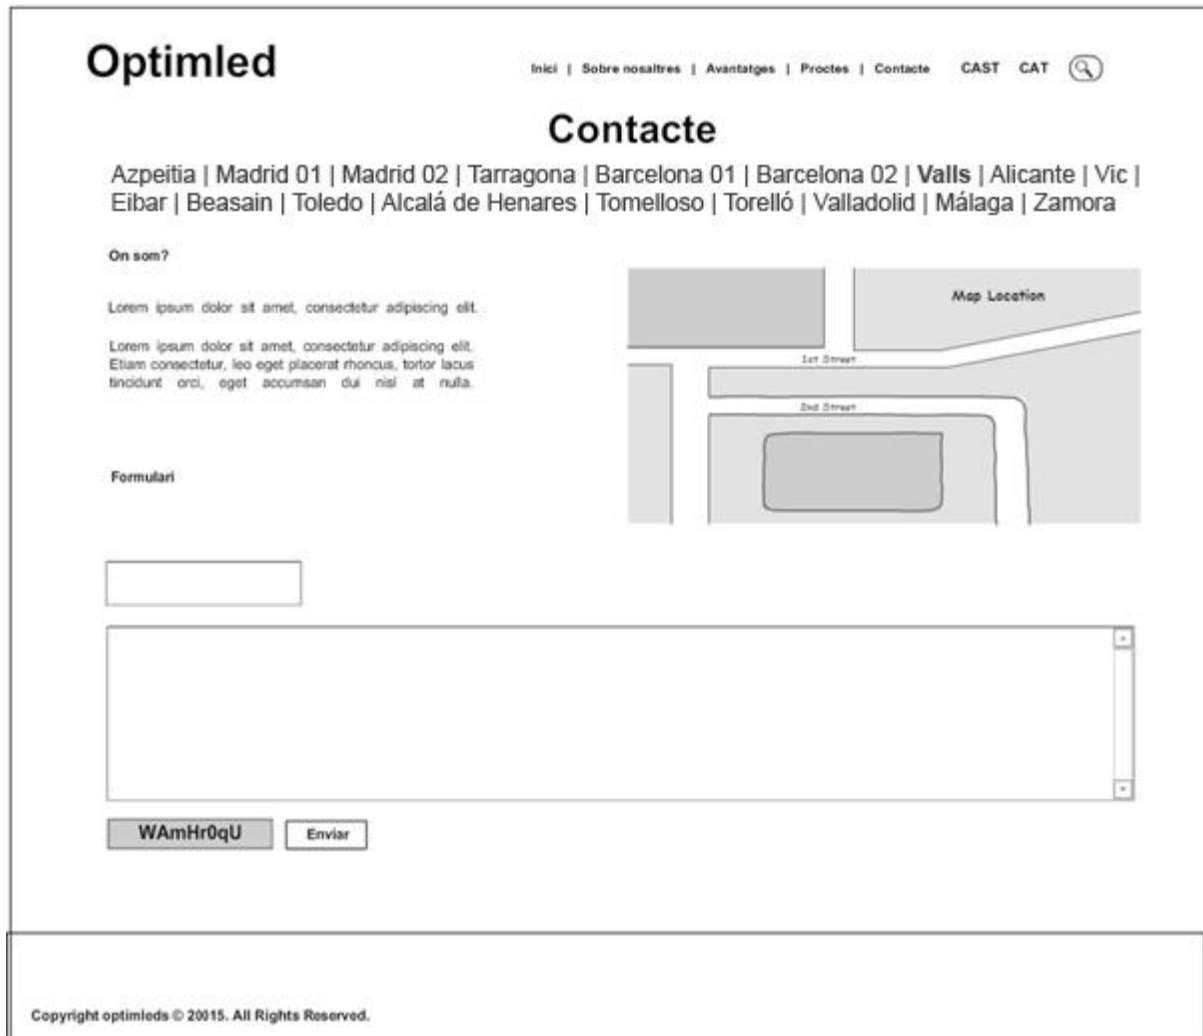 Optimled
Inici | Sobre nosaltres | Avantatges | Proctes | Contacte CAST CAT
Contacte
Azpeitia | Madrid 01 | Madrid 02 | Tarragona | Barcelona 01 | Barcelona 02 | Valls | Alicante | Vic |
Eibar | Beasain | Toledo | Alcalá de Henares | Tomelloso | Torelló | Valladolid | Málaga | Zamora
On som?
Lorem ipsum dolor sit amet, consectetur adipiscing elit.
Lorem ipsum dolor sit amet, consectetur adipiscing elit.
Etiam consectetur, leo eget placerat rhoncus, tortor lacus
tincidunt orci, eget accumsan dui nisl at nulla.
Map Location
1st Street
2nd Street
Formulari
WAmHr0qU
Enviar
Copyright optimleds © 20015. All Rights Reserved.